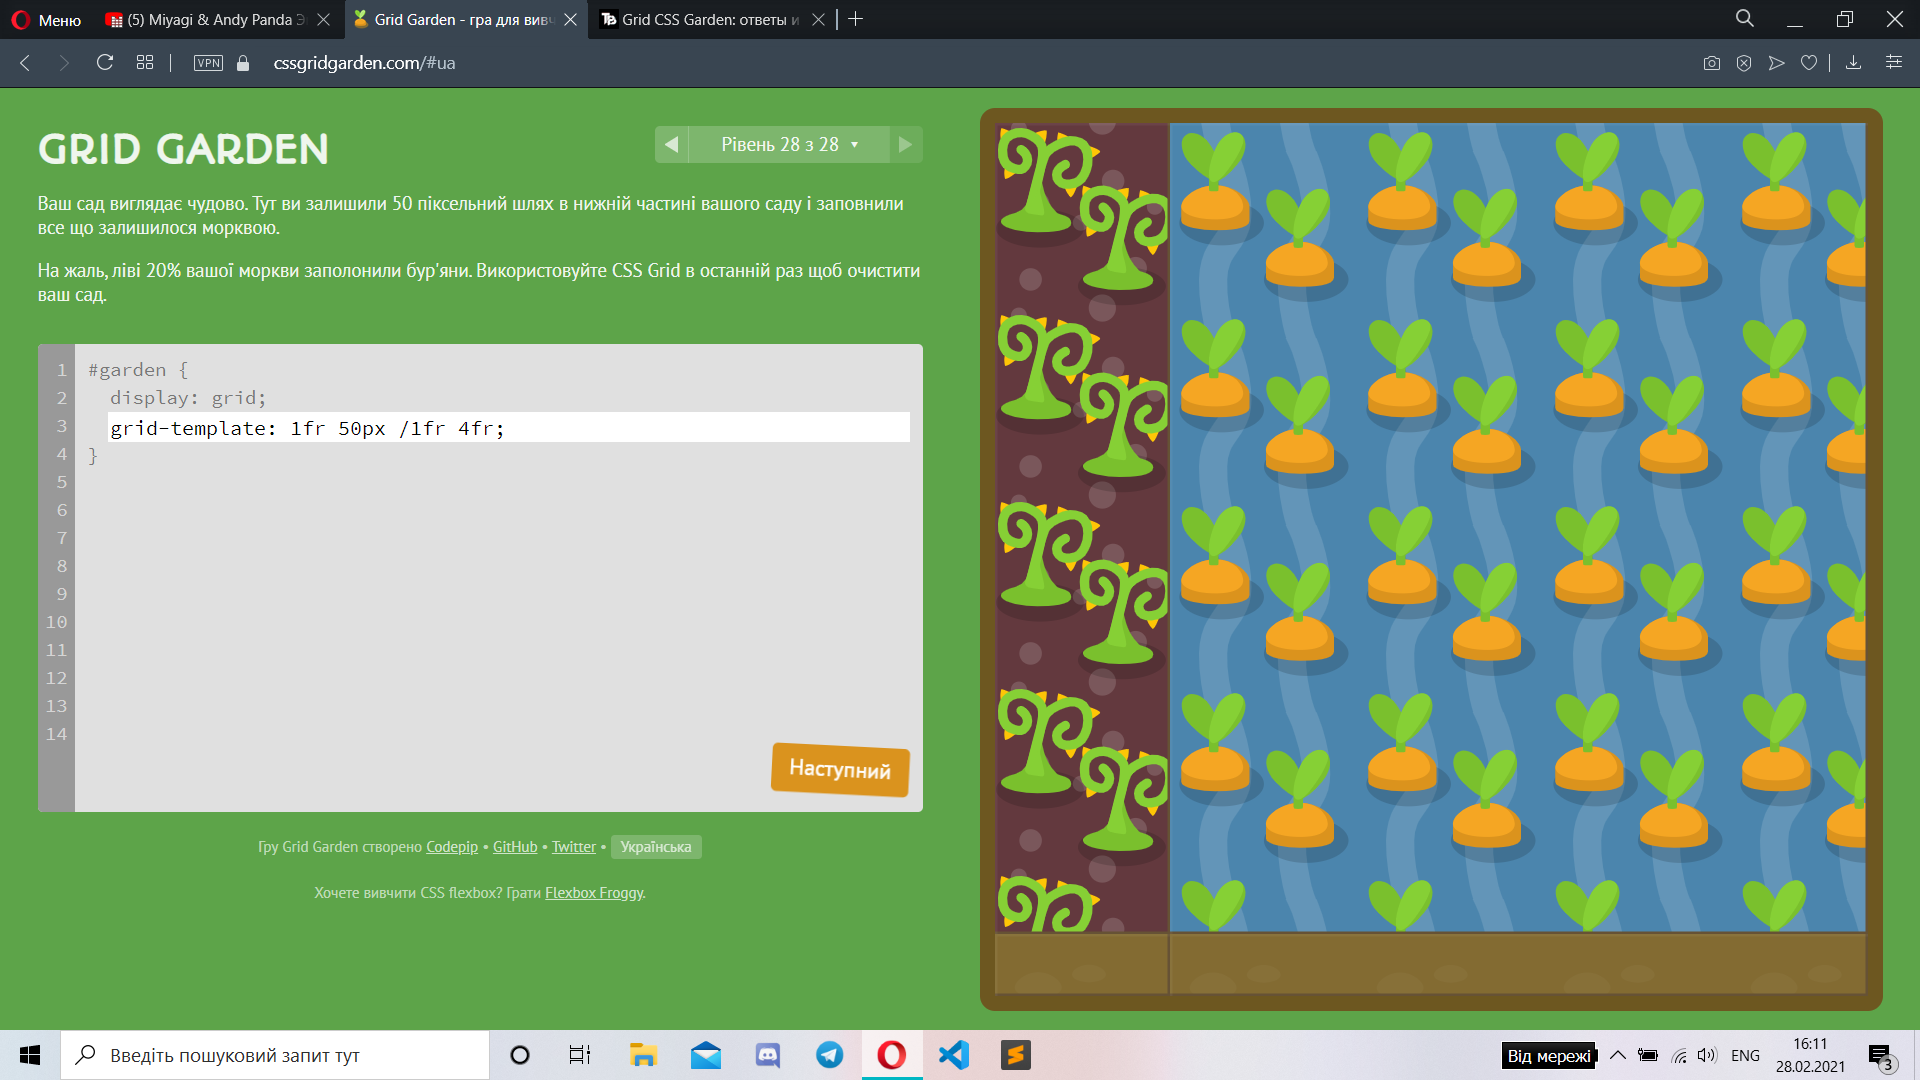 Меню
(5) Miyagi & Andy Panda
Grid Garden - гра для вивч
Grid CSS Garden: ответы и
VPN
cssgridgarden.com/#ua
GRID GARDEN
◀ Рівень 28 з 28 ▼ ▶
Ваш сад виглядає чудово. Тут ви залишили 50 піксельний шлях в нижній частині вашого саду і заповнили
все що залишилося морквою.
На жаль, ліві 20% вашої моркви заполонили бур'яни. Використовуйте CSS Grid в останній раз щоб очистити
ваш сад.
1 #garden {
2 display: grid;
3 grid-template: 1fr 50px /1fr 4fr;
4 }
5
6
7
8
9
10
11
12
13
14
Наступний
Гру Grid Garden створено Codepip • GitHub • Twitter • Українська
Хочете вивчити CSS flexbox? Грати Flexbox Froggy.
Введіть пошуковий запит тут
Від мережі
ENG
16:11
28.02.2021
3